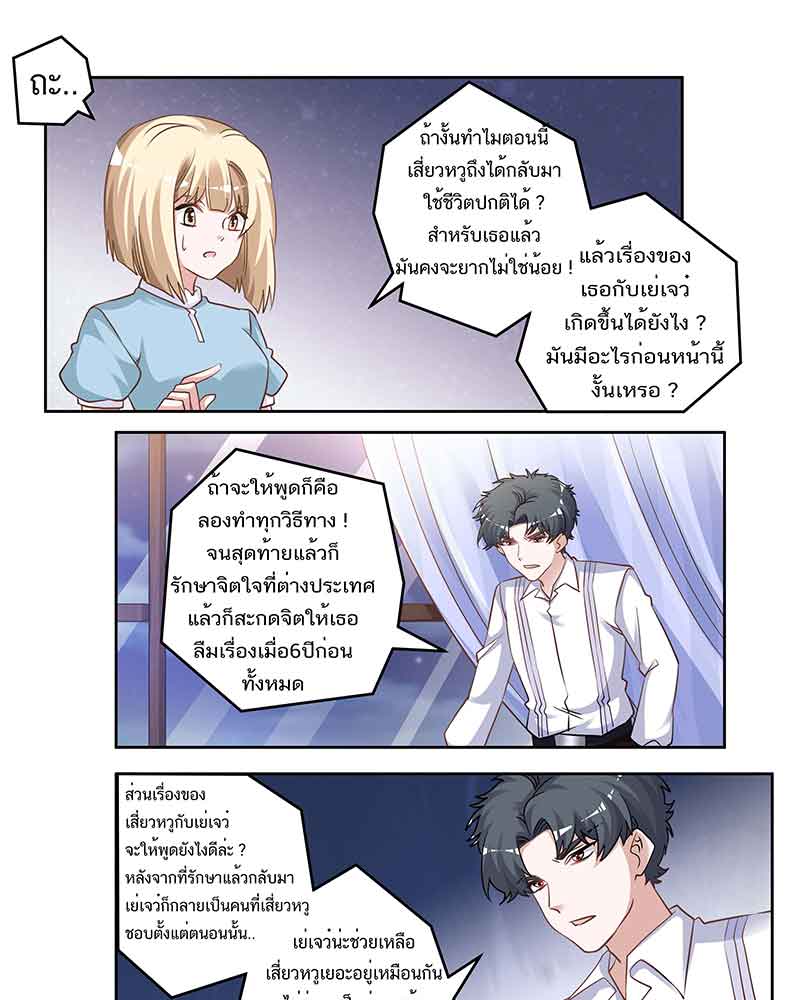 ถะ..
ถ้างั้นทำไมตอนนี้
เสี่ยวหวูถึงได้กลับมา
ใช้ชีวิตปกติได้ ?
สำหรับเธอแล้ว
มันคงจะยากไม่ใช่น้อย !
แล้วเรื่องของ
เธอกับเย่เจว๋
เกิดขึ้นได้ยังไง ?
มันมีอะไรก่อนหน้านี้
งั้นเหรอ ?
ถ้าจะให้พูดก็คือ
ลองทำทุกวิธีทาง !
จนสุดท้ายแล้วก็
รักษาจิตใจที่ต่างประเทศ
แล้วก็สะกดจิตให้เธอ
ลืมเรื่องเมื่อ6ปีก่อน
ทั้งหมด
ส่วนเรื่องของ
เสี่ยวหวูกับเย่เจว๋
จะให้พูดยังไงดีล่ะ ?
หลังจากที่รักษาแล้วกลับมา
เย่เจว๋ก็กลายเป็นคนที่เสี่ยวหวู
ชอบตั้งแต่ตนอนนั้น..
เย่เจว๋น่ะช่วยเหลือ
เสี่ยวหวูเยอะอยู่เหมือนกัน